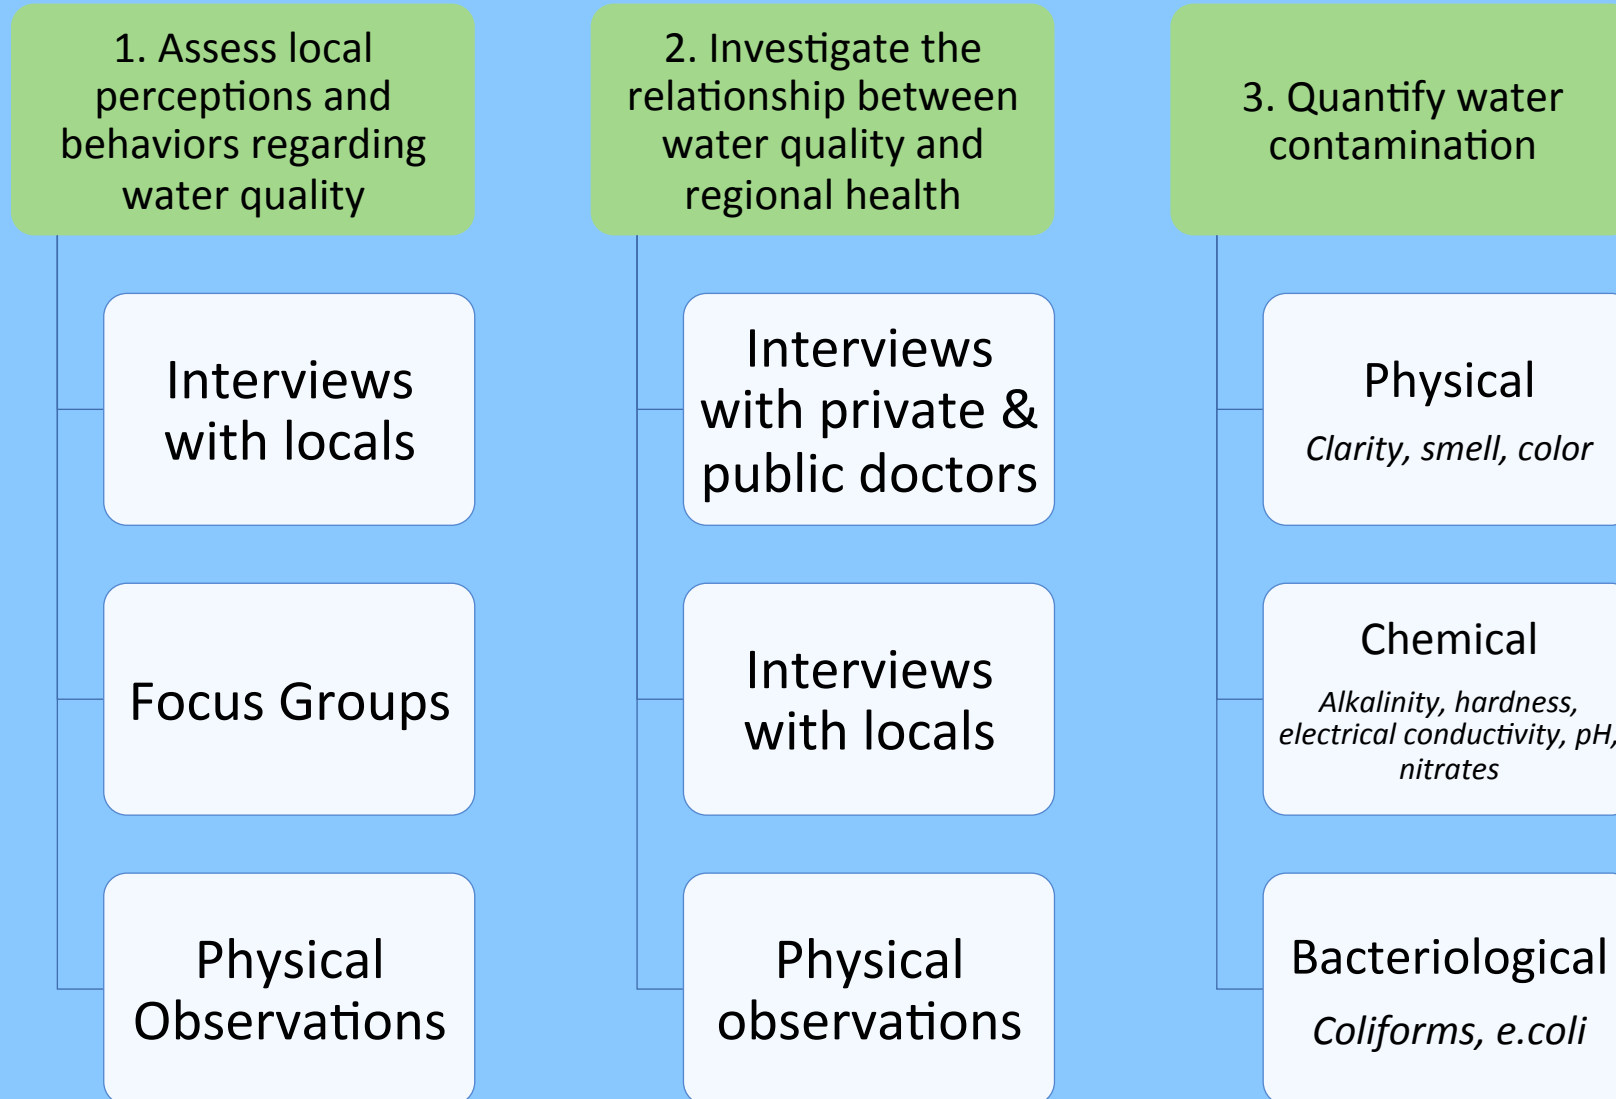 1. Assess local
perceptions and
behaviors regarding
water quality
Interviews
with locals
Focus Groups
Physical
Observations
2. Investigate the
relationship between
water quality and
regional health
Interviews
with private &
public doctors
Interviews
with locals
Physical
observations
3. Quantify water
contamination
Physical
Clarity, smell, color
Chemical
Alkalinity, hardness,
electrical conductivity, pH,
nitrates
Bacteriological
Coliforms, e.coli